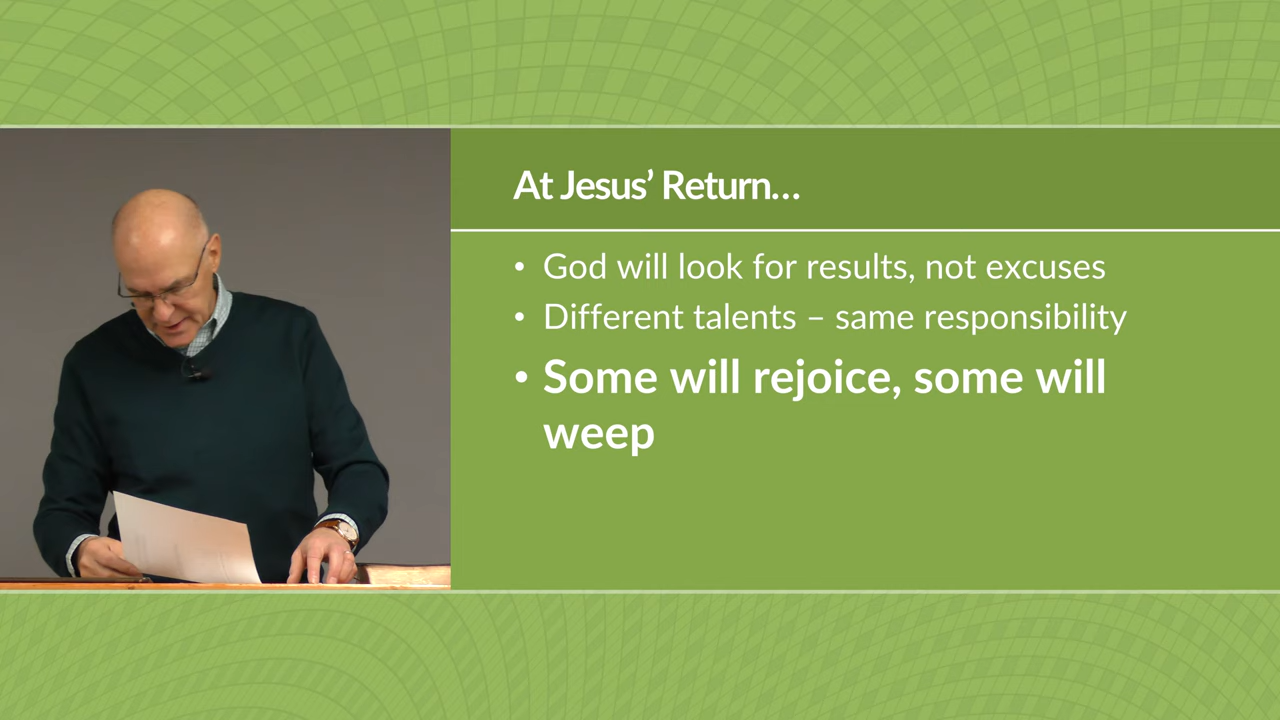 At Jesus’ Return…
• God will look for results, not excuses
• Different talents – same responsibility
• Some will rejoice, some will
weep